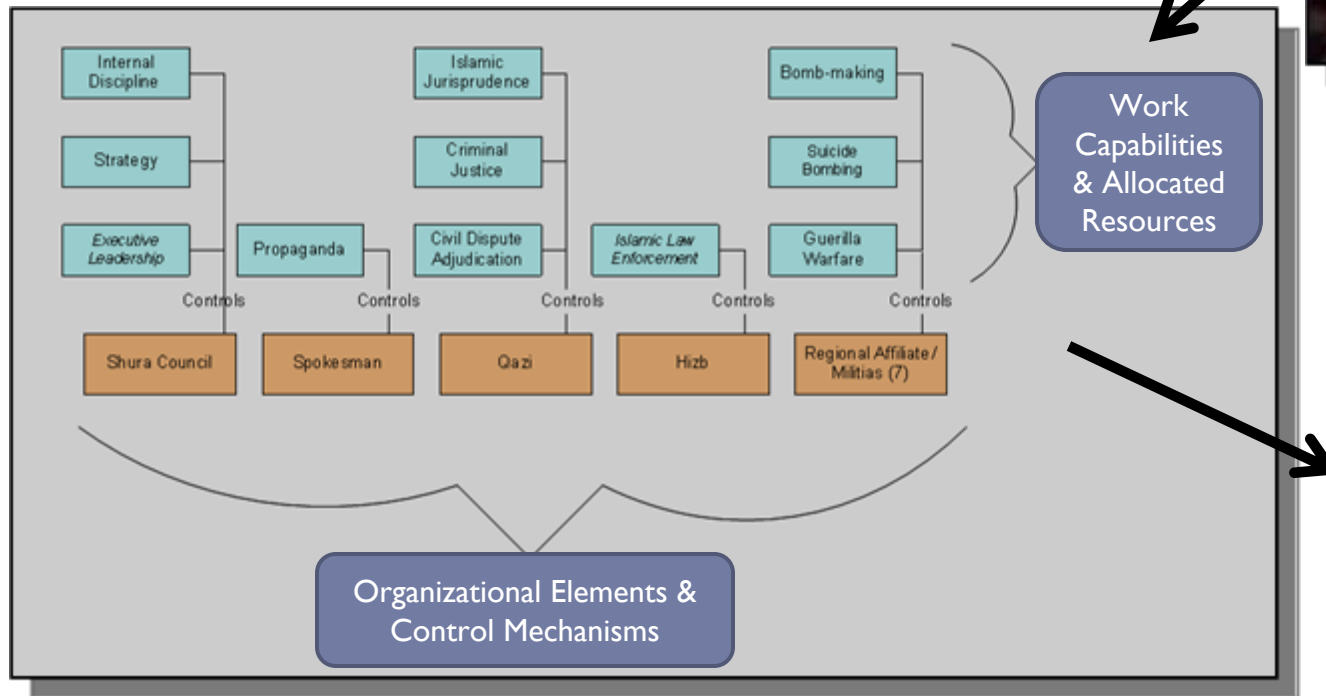 Internal
Discipline
Islamic
Jurisprudence
Bomb-making
Work
Capabilities
& Allocated
Resources
Strategy
Criminal
Justice
Suicide
Bombing
Executive
Leadership
Propaganda
Civil Dispute
Adjudication
Islamic Law
Enforcement
Guerilla
Warfare
Controls
Controls
Controls
Controls
Controls
Shura Council
Spokesman
Qazi
Hizb
Regional Affiliate /
Militias (7)
Organizational Elements &
Control Mechanisms